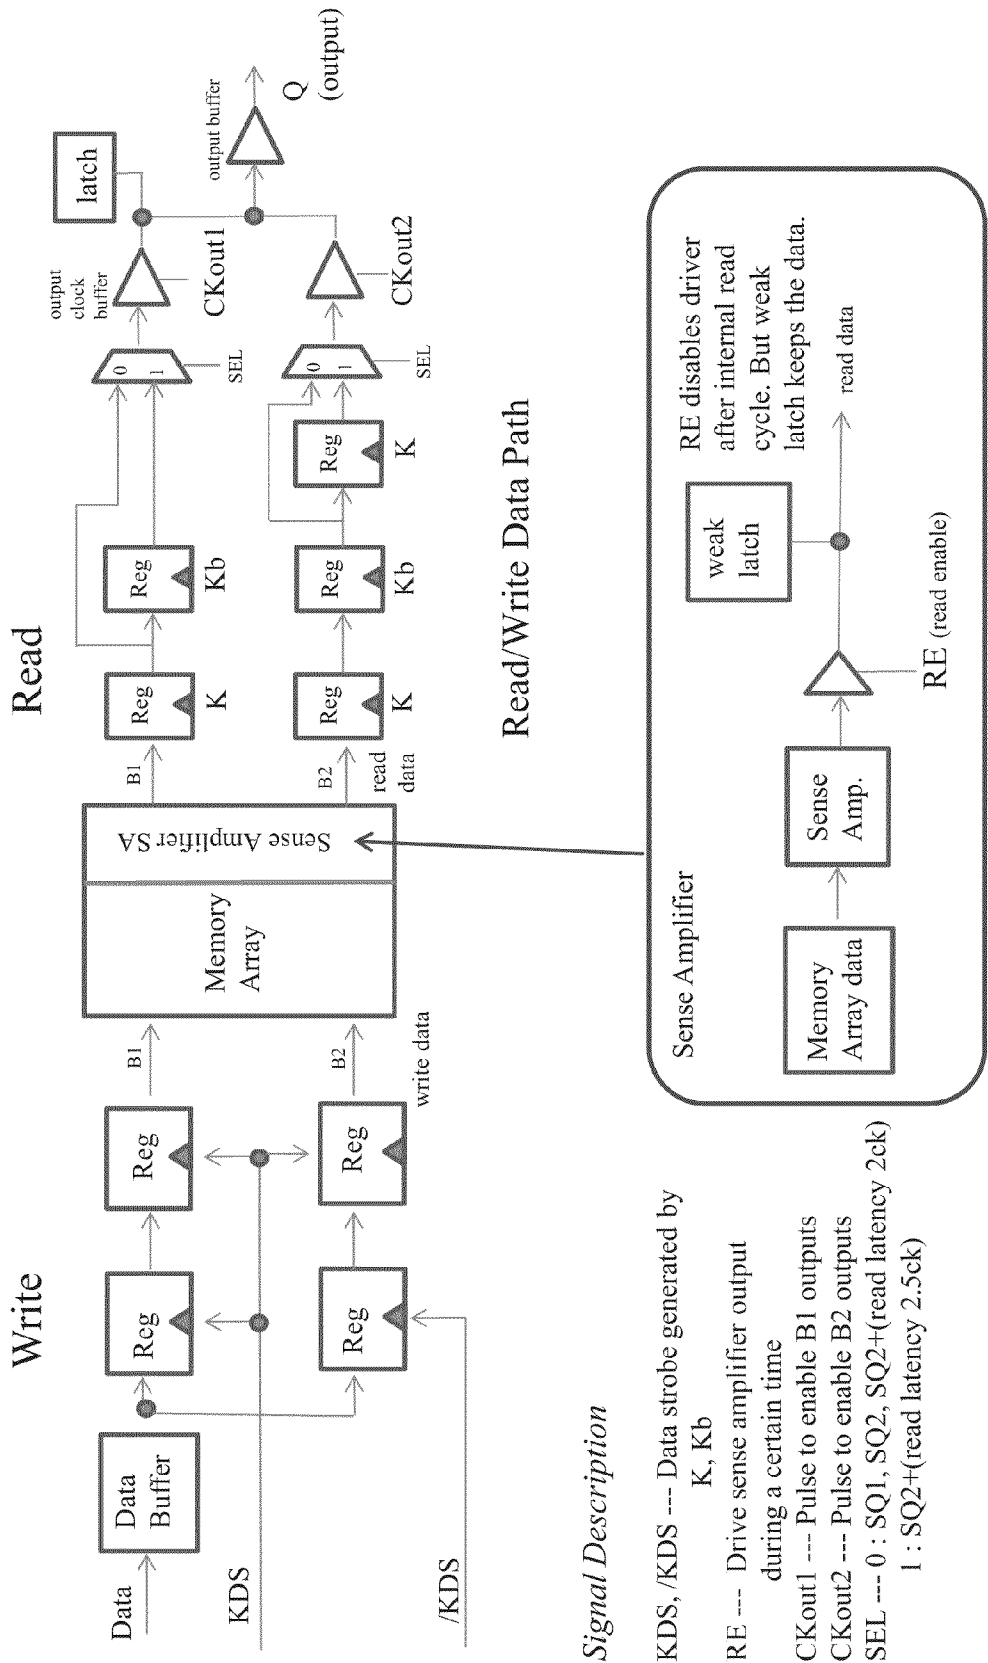 Write
Read
Data
Data
Buffer
KDS
/KDS
Reg
Reg
Reg
Reg
B1
B2
write data
Memory
Array
Sense Amplifier SA
B1
B2
read
data
Reg
K
Reg
Kb
Reg
K
Reg
Kb
Reg
K
0
1
SEL
0
1
SEL
output
clock
buffer
CKout1
CKout2
latch
output buffer
Q
(output)
Read/Write Data Path
Signal Description
KDS, /KDS --- Data strobe generated by
K, Kb
RE --- Drive sense amplifier output
during a certain time
CKout1 --- Pulse to enable B1 outputs
CKout2 --- Pulse to enable B2 outputs
SEL --- 0 : SQ1, SQ2, SQ2+(read latency 2ck)
1 : SQ2+(read latency 2.5ck)
Sense Amplifier
Memory
Array data
Sense
Amp.
RE (read enable)
weak
latch
read data
RE disables driver
after internal read
cycle. But weak
latch keeps the data.